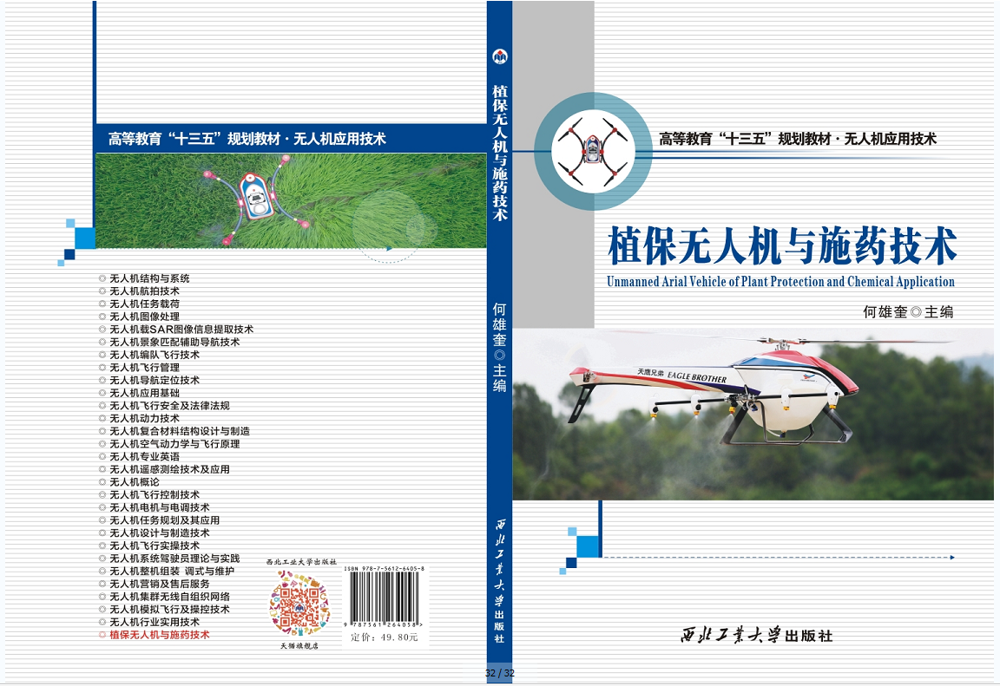 高等教育“十三五”规划教材·无人机应用技术
◎ 无人机结构与系统
◎ 无人机航拍技术
◎ 无人机任务载荷
◎ 无人机图像处理
◎ 无人机载SAR图像信息提取技术
◎ 无人机景象匹配辅助导航技术
◎ 无人机编队飞行技术
◎ 无人机飞行管理
◎ 无人机导航定位技术
◎ 无人机应用基础
◎ 无人机飞行安全及法律法规
◎ 无人机动力技术
◎ 无人机复合材料结构设计与制造
◎ 无人机空气动力学与飞行原理
◎ 无人机专业英语
◎ 无人机遥感测绘技术及应用
◎ 无人机概论
◎ 无人机飞行控制技术
◎ 无人机电机与电调技术
◎ 无人机任务规划及其应用
◎ 无人机设计与制造技术
◎ 无人机飞行实操技术
◎ 无人机系统驾驶员理论与实践
◎ 无人机整机组装 调式与维护
◎ 无人机营销及售后服务
◎ 无人机集群无线自组织网络
◎ 无人机模拟飞行及操控技术
◎ 无人机行业实用技术
◎ 植保无人机与施药技术
西北工业大学出版社
天猫旗舰店
ISBN 978-7-5612-6405-8
9 787561 264058 >
定价：49.80元
植保无人机与施药技术
何雄奎◎主编
西北工业大学出版社
32 / 32
高等教育“十三五”规划教材·无人机应用技术
植保无人机与施药技术
Unmanned Arial Vehicle of Plant Protection and Chemical Application
何雄奎◎主编
天鹰兄弟 EAGLE BROTHER
西北工业大学出版社